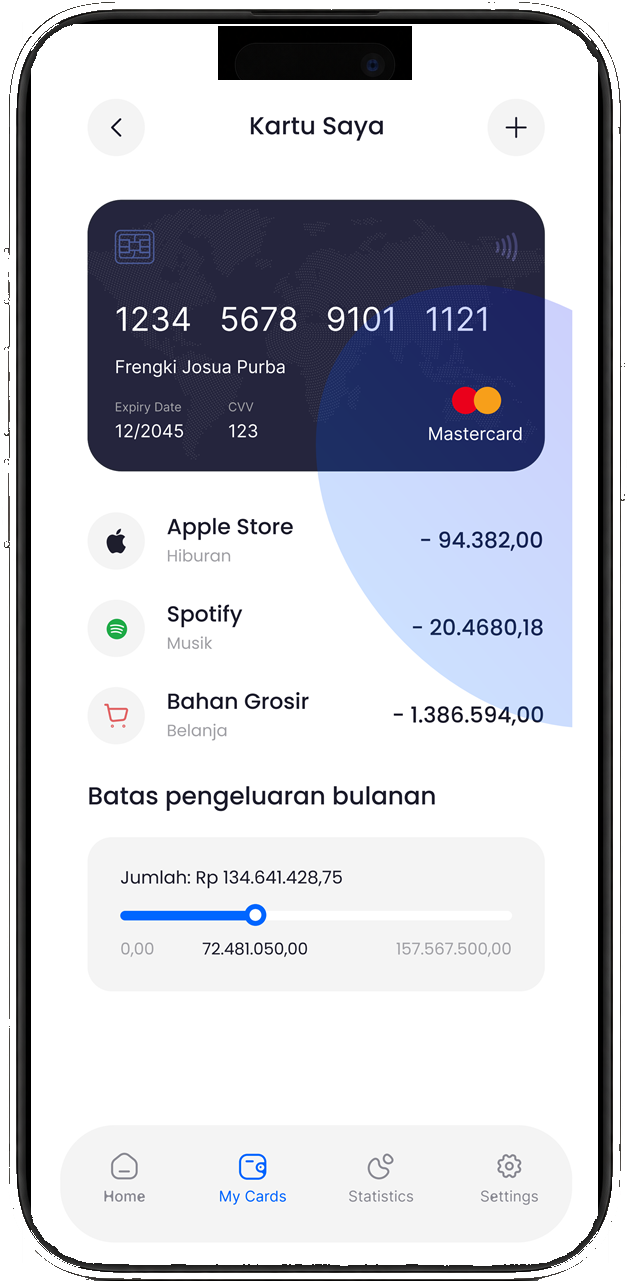 Kartu Saya
1234 5678 9101 1121
Frengki Josua Purba
Expiry Date CVV
12/2045 123
Mastercard
Apple Store - 94.382,00
Hiburan
Spotify - 20.4680,18
Musik
Bahan Grosir - 1.386.594,00
Belanja
Batas pengeluaran bulanan
Jumlah: Rp 134.641.428,75
0,00 72.481.050,00 157.567.500,00
Home My Cards Statistics Settings